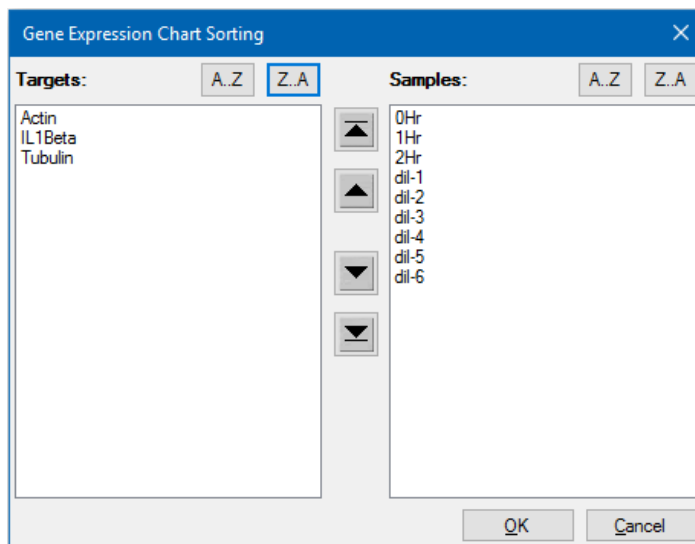 Gene Expression Chart Sorting
Targets: A..Z Z..A Samples: A..Z Z..A
Actin
IL1Beta
Tubulin
0Hr
1Hr
2Hr
dil-1
dil-2
dil-3
dil-4
dil-5
dil-6
OK Cancel